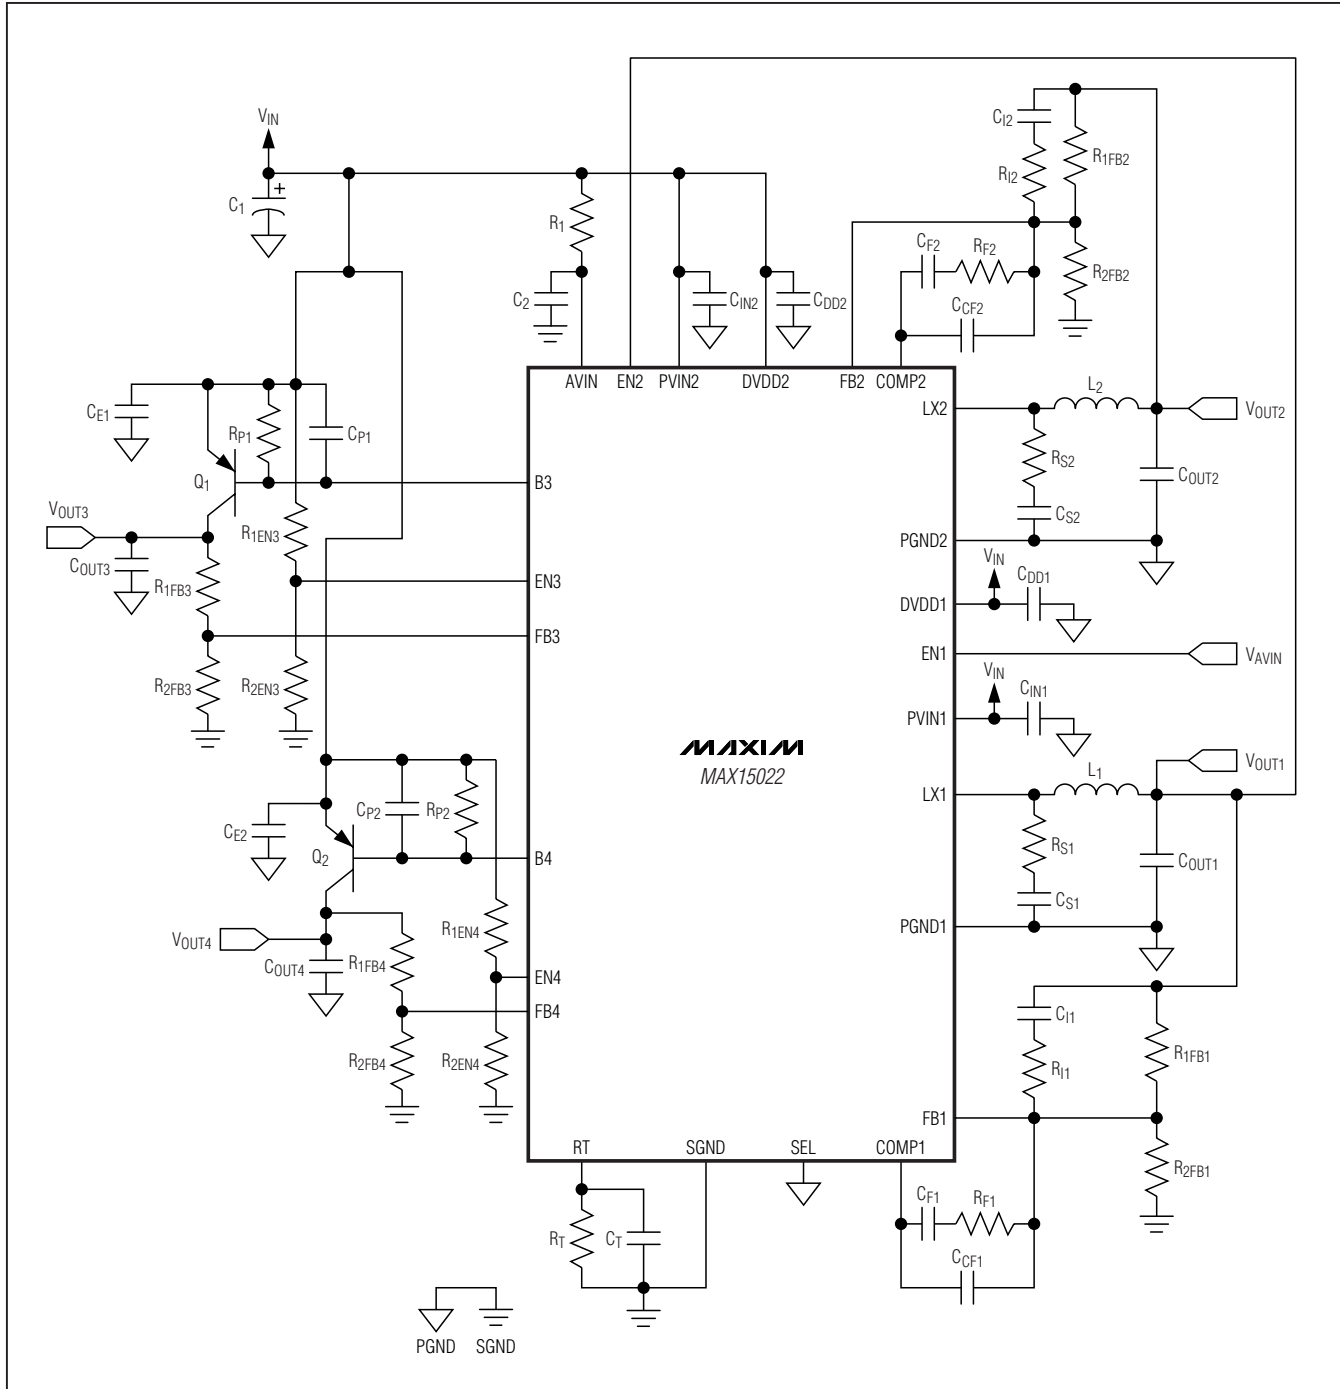 VIN
C1
+
R1
C2
CIN2
CDD2
CI2
RI2
R1FB2
CF2
RF2
R2FB2
CCF2
AVIN
EN2
PVIN2
DVDD2
FB2
COMP2
CE1
RP1
CP1
Q1
B3
VOUT3
COUT3
R1EN3
R1FB3
EN3
FB3
R2FB3
R2EN3
LX2
L2
VOUT2
RS2
COUT2
CS2
PGND2
VIN
CDD1
DVDD1
EN1
VAVIN
VIN
CIN1
PVIN1
MAXIM
MAX15022
VOUT1
L1
LX1
CP2
RP2
CE2
Q2
B4
RS1
COUT1
CS1
PGND1
R1EN4
VOUT4
COUT4
R1FB4
EN4
FB4
R2FB4
R2EN4
CI1
RI1
R1FB1
FB1
R2FB1
RT
SGND
SEL
COMP1
RT
CT
CF1
RF1
CCF1
PGND
SGND